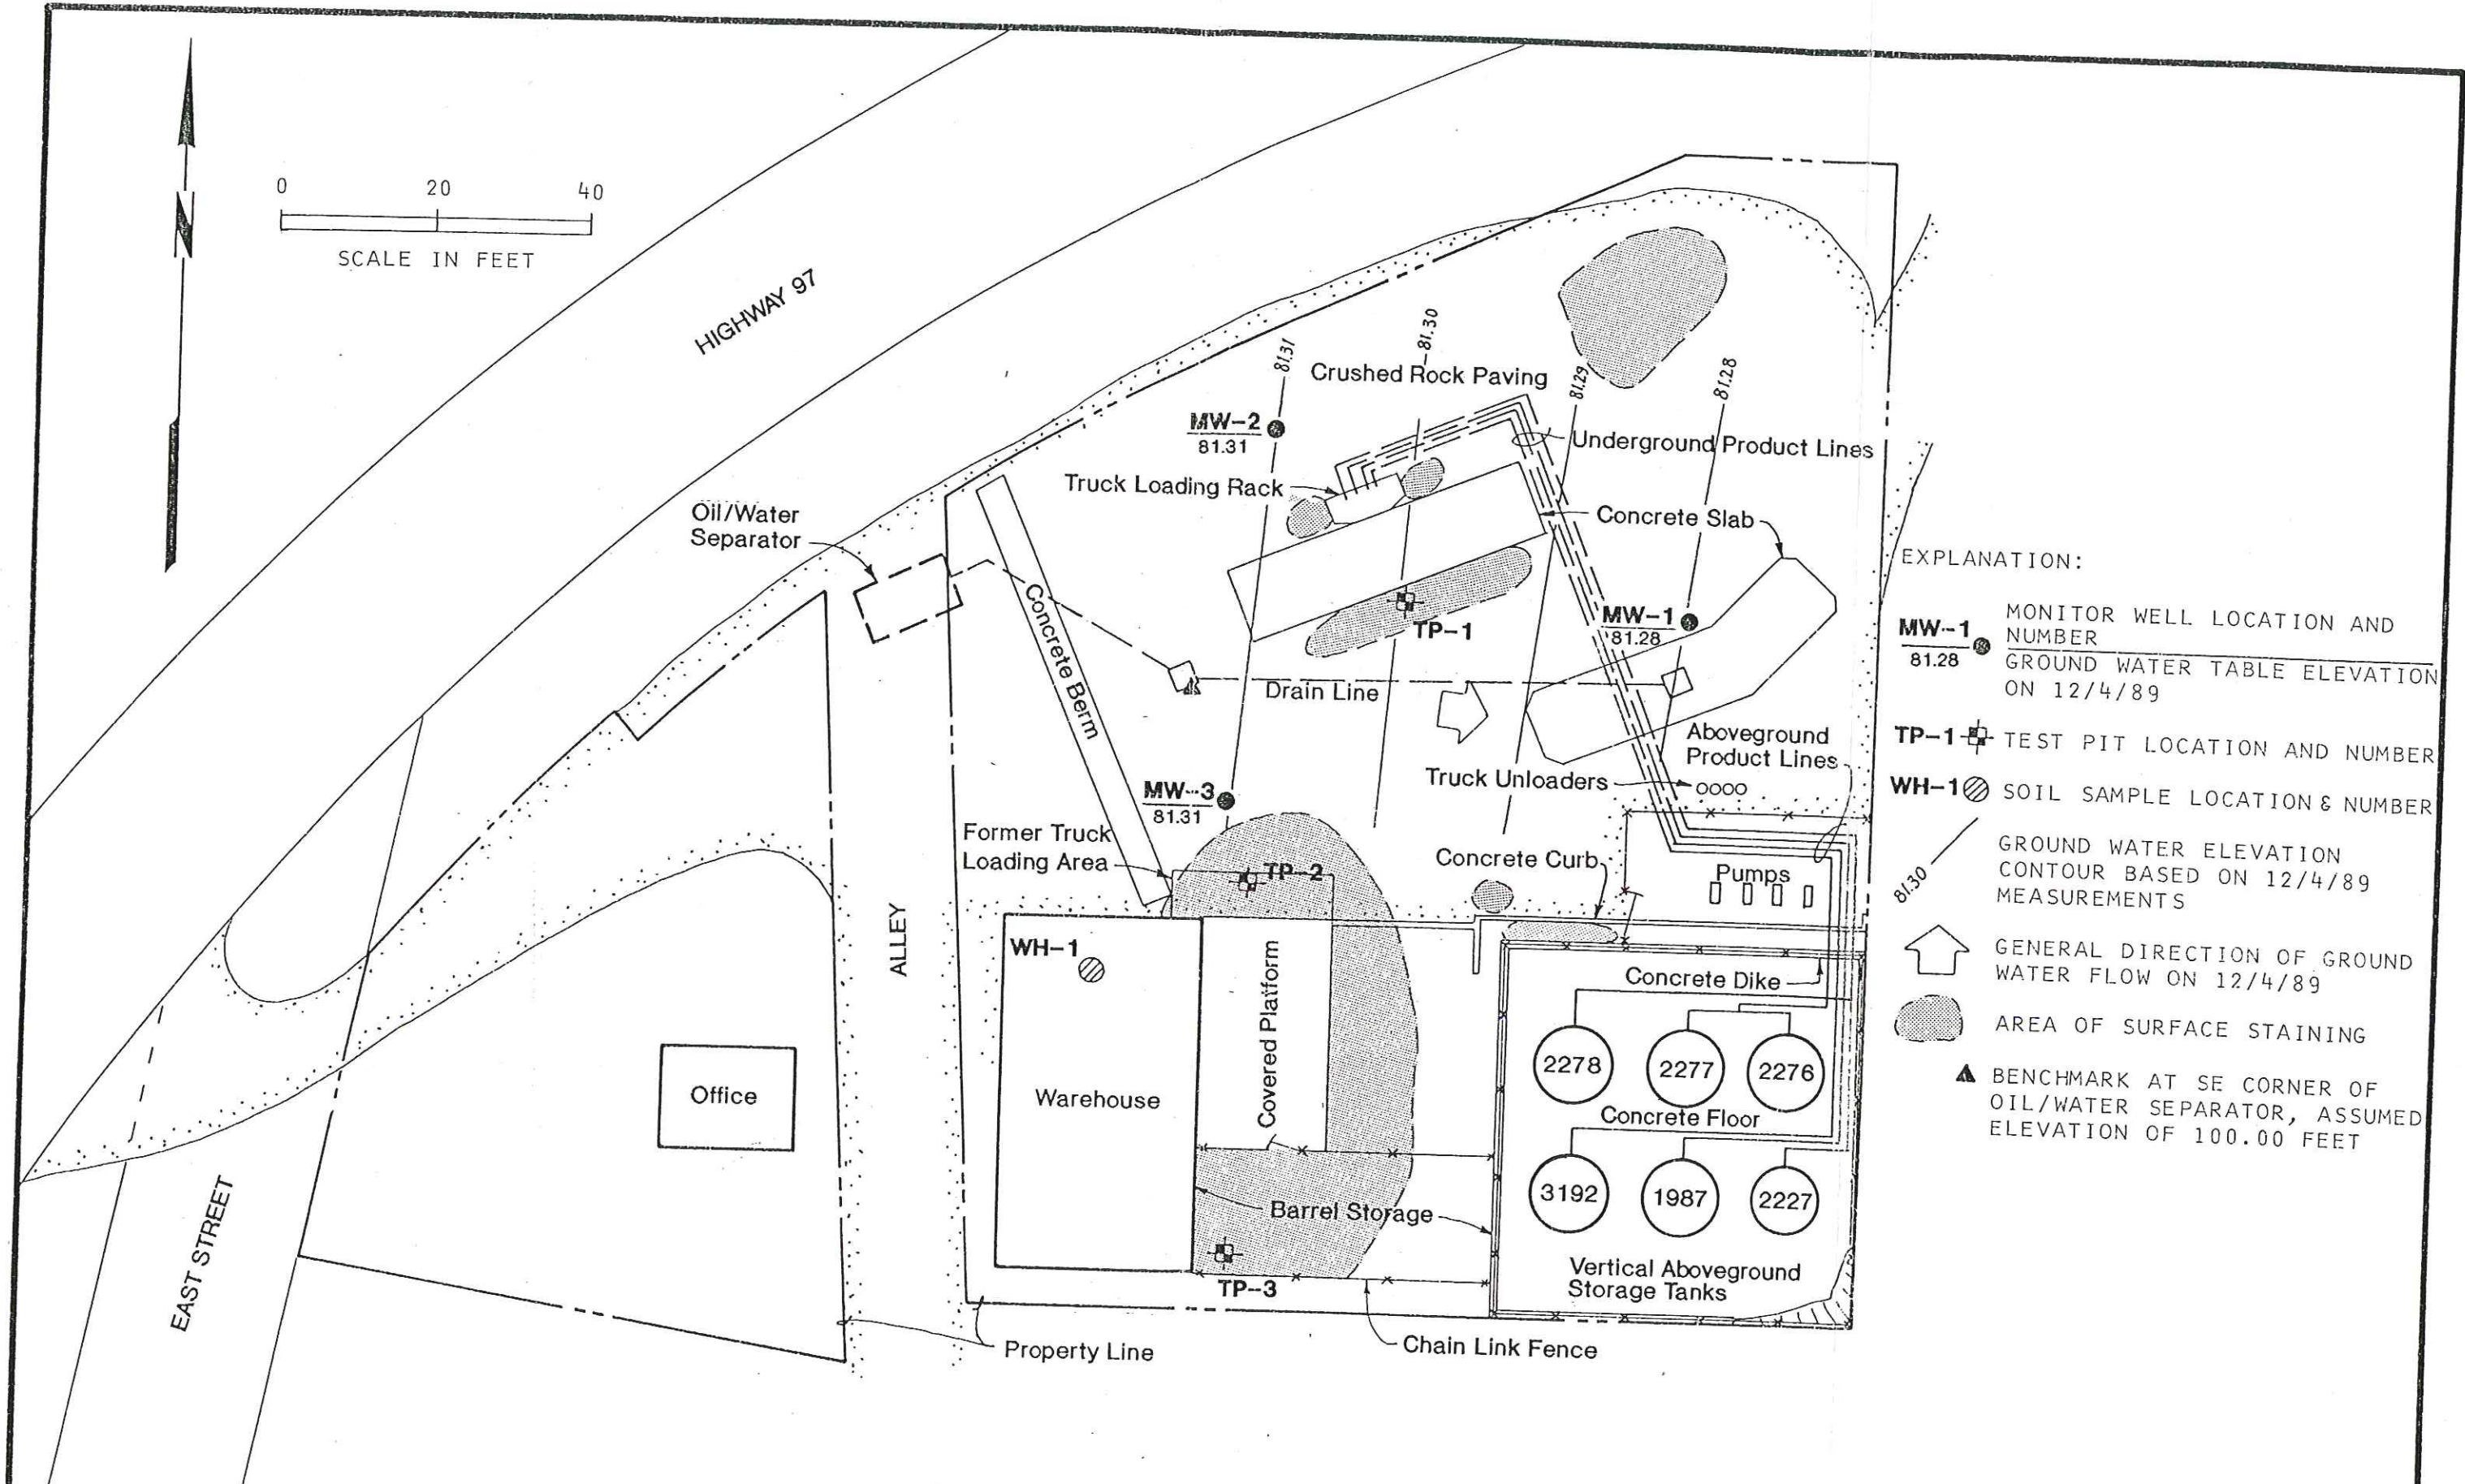 0 20 40
SCALE IN FEET
N
HIGHWAY 97
81.31
81.30
81.29
81.28
Crushed Rock Paving
MW-2
81.31
Underground Product Lines
Truck Loading Rack
Oil/Water
Separator
Concrete Slab
Concrete Berm
TP-1
MW-1
81.28
Drain Line
Aboveground
Product Lines
Truck Unloaders
MW-3
81.31
Former Truck
Loading Area
TP-2
Concrete Curb
Pumps
ALLEY
WH-1
Covered Platform
Concrete Dike
2278
2277
2276
Office
Warehouse
Concrete Floor
3192
1987
2227
Barrel Storage
EAST STREET
TP-3
Vertical Aboveground
Storage Tanks
Property Line
Chain Link Fence
EXPLANATION:
MW-1
81.28
MONITOR WELL LOCATION AND
NUMBER
GROUND WATER TABLE ELEVATION
ON 12/4/89
TP-1
TEST PIT LOCATION AND NUMBER
WH-1
SOIL SAMPLE LOCATION & NUMBER
81.30
GROUND WATER ELEVATION
CONTOUR BASED ON 12/4/89
MEASUREMENTS
GENERAL DIRECTION OF GROUND
WATER FLOW ON 12/4/89
AREA OF SURFACE STAINING
BENCHMARK AT SE CORNER OF
OIL/WATER SEPARATOR, ASSUMED
ELEVATION OF 100.00 FEET